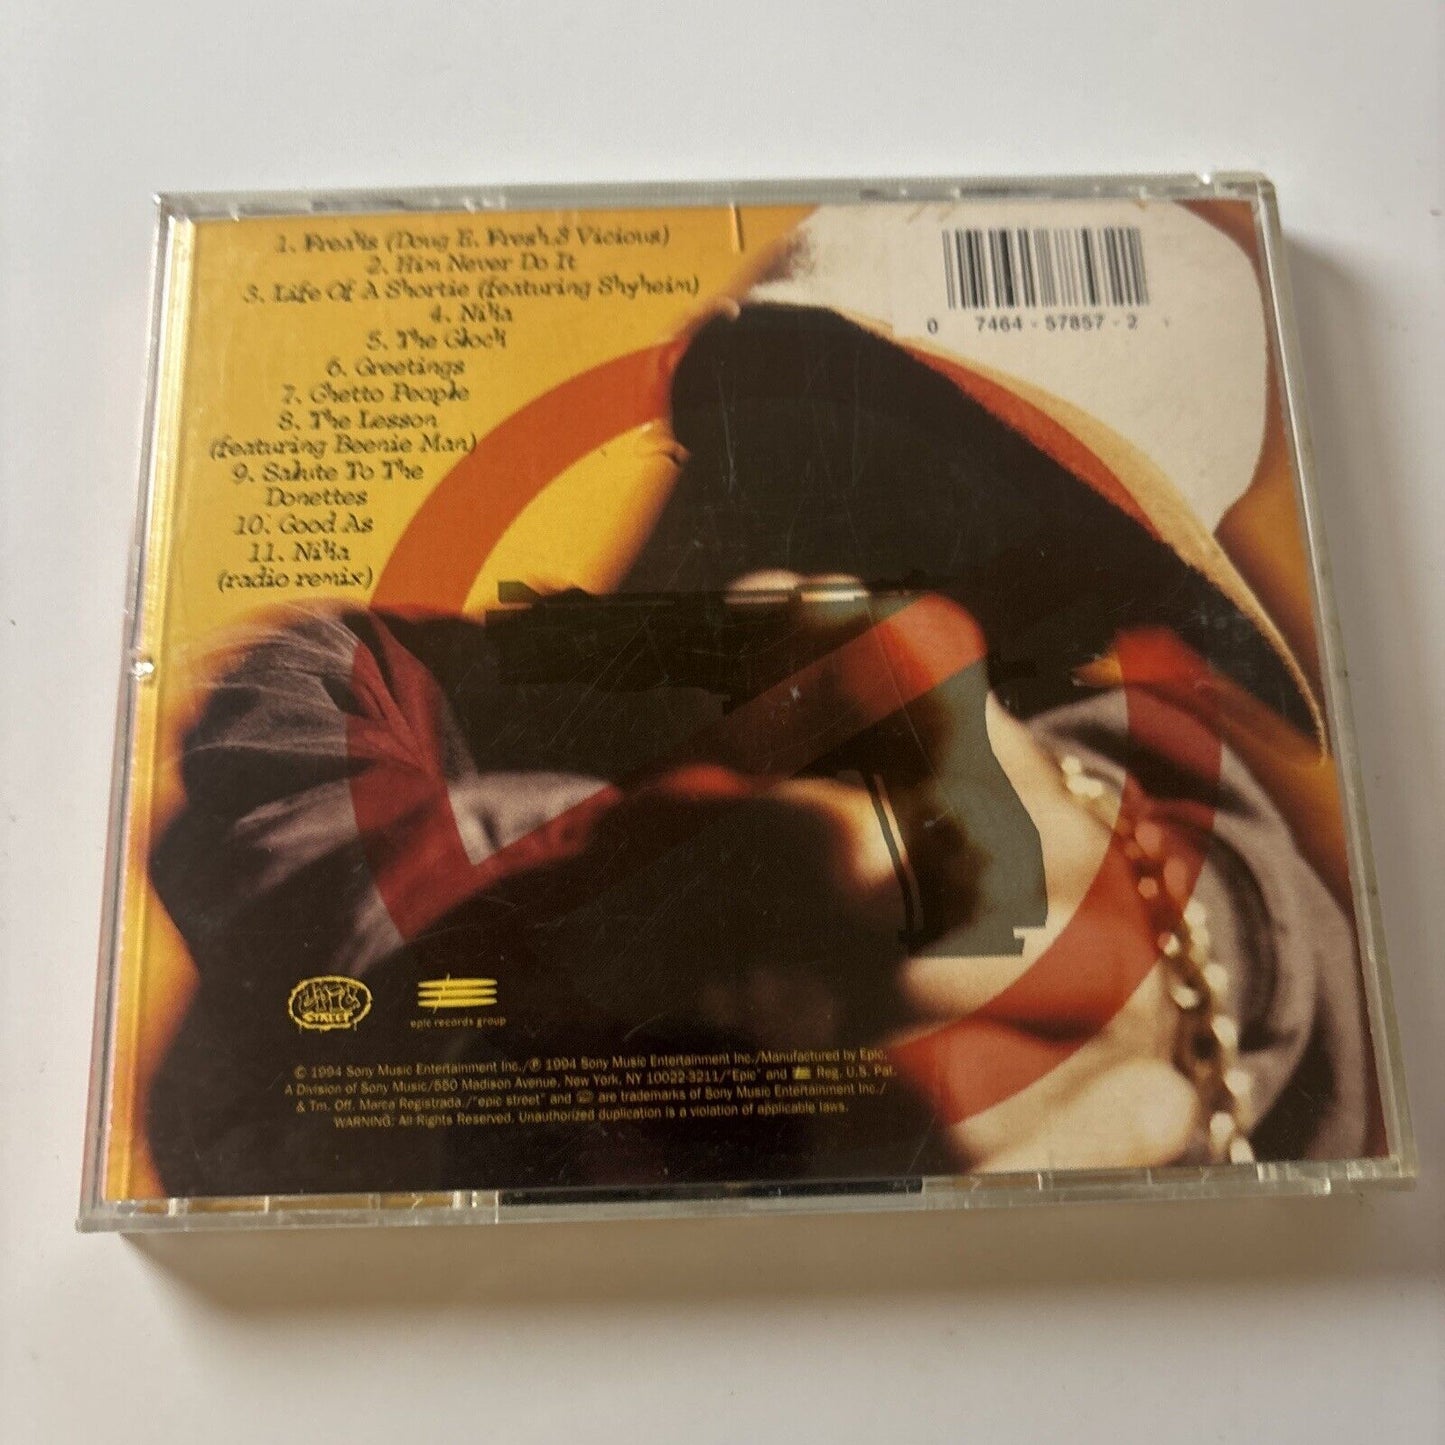 1. Freaks (Doug E. Fresh & Vicious)
2. Him Never Do It
3. Life Of A Shortie (featuring Shyheim)
4. Nika
5. The Glock
6. Greetings
7. Ghetto People
8. The Lesson
(featuring Beenie Man)
9. Salute To The
Donettes
10. Good As
11. Nika
(radio remix)
0 7464-57857-2
STREET
epic records group
© 1994 Sony Music Entertainment Inc./℗ 1994 Sony Music Entertainment Inc./Manufactured by Epic,
A Division of Sony Music/550 Madison Avenue, New York, NY 10022-3211/"Epic" and Reg. U.S. Pat.
& Tm. Off. Marca Registrada./"epic street" and are trademarks of Sony Music Entertainment Inc./
WARNING: All Rights Reserved. Unauthorized duplication is a violation of applicable laws.